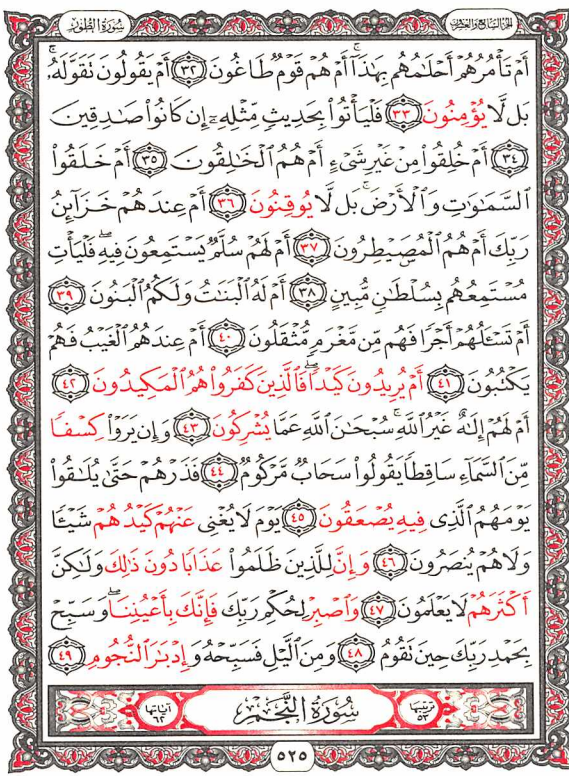 سُورَةُ الطُّورِ الجزء السابع والعشرون
أَمْ تَأْمُرُهُمْ أَحْلَٰمُهُم بِهَٰذَآ ۚ أَمْ هُمْ قَوْمٌ طَاغُونَ ٣٢ أَمْ يَقُولُونَ تَقَوَّلَهُۥ ۚ
بَل لَّا يُؤْمِنُونَ ٣٣ فَلْيَأْتُوا۟ بِحَدِيثٍ مِّثْلِهِۦٓ إِن كَانُوا۟ صَٰدِقِينَ
٣٤ أَمْ خُلِقُوا۟ مِنْ غَيْرِ شَىْءٍ أَمْ هُمُ ٱلْخَٰلِقُونَ ٣٥ أَمْ خَلَقُوا۟
ٱلسَّمَٰوَٰتِ وَٱلْأَرْضَ ۚ بَل لَّا يُوقِنُونَ ٣٦ أَمْ عِندَهُمْ خَزَآئِنُ
رَبِّكَ أَمْ هُمُ ٱلْمُصَۣيْطِرُونَ ٣٧ أَمْ لَهُمْ سُلَّمٌ يَسْتَمِعُونَ فِيهِ ۖ فَلْيَأْتِ
مُسْتَمِعُهُم بِسُلْطَٰنٍ مُّبِينٍ ٣٨ أَمْ لَهُ ٱلْبَنَٰتُ وَلَكُمُ ٱلْبَنُونَ ٣٩
أَمْ تَسْـَٔلُهُمْ أَجْرًا فَهُم مِّن مَّغْرَمٍ مُّثْقَلُونَ ٤٠ أَمْ عِندَهُمُ ٱلْغَيْبُ فَهُمْ
يَكْتُبُونَ ٤١ أَمْ يُرِيدُونَ كَيْدًا ۖ فَٱلَّذِينَ كَفَرُوا۟ هُمُ ٱلْمَكِيدُونَ ٤٢
أَمْ لَهُمْ إِلَٰهٌ غَيْرُ ٱللَّهِ ۚ سُبْحَٰنَ ٱللَّهِ عَمَّا يُشْرِكُونَ ٤٣ وَإِن يَرَوْا۟ كِسْفًا
مِّنَ ٱلسَّمَآءِ سَاقِطًا يَقُولُوا۟ سَحَابٌ مَّرْكُومٌ ٤٤ فَذَرْهُمْ حَتَّىٰ يُلَٰقُوا۟
يَوْمَهُمُ ٱلَّذِى فِيهِ يُصْعَقُونَ ٤٥ يَوْمَ لَا يُغْنِى عَنْهُمْ كَيْدُهُمْ شَيْـًٔا
وَلَا هُمْ يُنصَرُونَ ٤٦ وَإِنَّ لِلَّذِينَ ظَلَمُوا۟ عَذَابًا دُونَ ذَٰلِكَ وَلَٰكِنَّ
أَكْثَرَهُمْ لَا يَعْلَمُونَ ٤٧ وَٱصْبِرْ لِحُكْمِ رَبِّكَ فَإِنَّكَ بِأَعْيُنِنَا ۖ وَسَبِّحْ
بِحَمْدِ رَبِّكَ حِينَ تَقُومُ ٤٨ وَمِنَ ٱلَّيْلِ فَسَبِّحْهُ وَإِدْبَٰرَ ٱلنُّجُومِ ٤٩
ترتيبها ٥٣ سُورَةُ النَّجْمِ آياتها ٦٢
٥٢٥